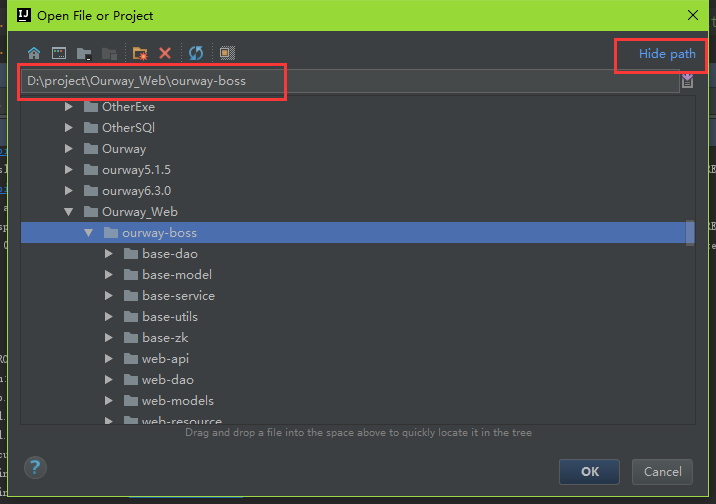 IJ Open File or Project
Hide path
D:\project\Ourway_Web\ourway-boss
OtherExe
OtherSQl
Ourway
ourway5.1.5
ourway6.3.0
Ourway_Web
ourway-boss
base-dao
base-model
base-service
base-utils
base-zk
web-api
web-dao
web-models
web-resource
Drag and drop a file into the space above to quickly locate it in the tree
?
OK
Cancel